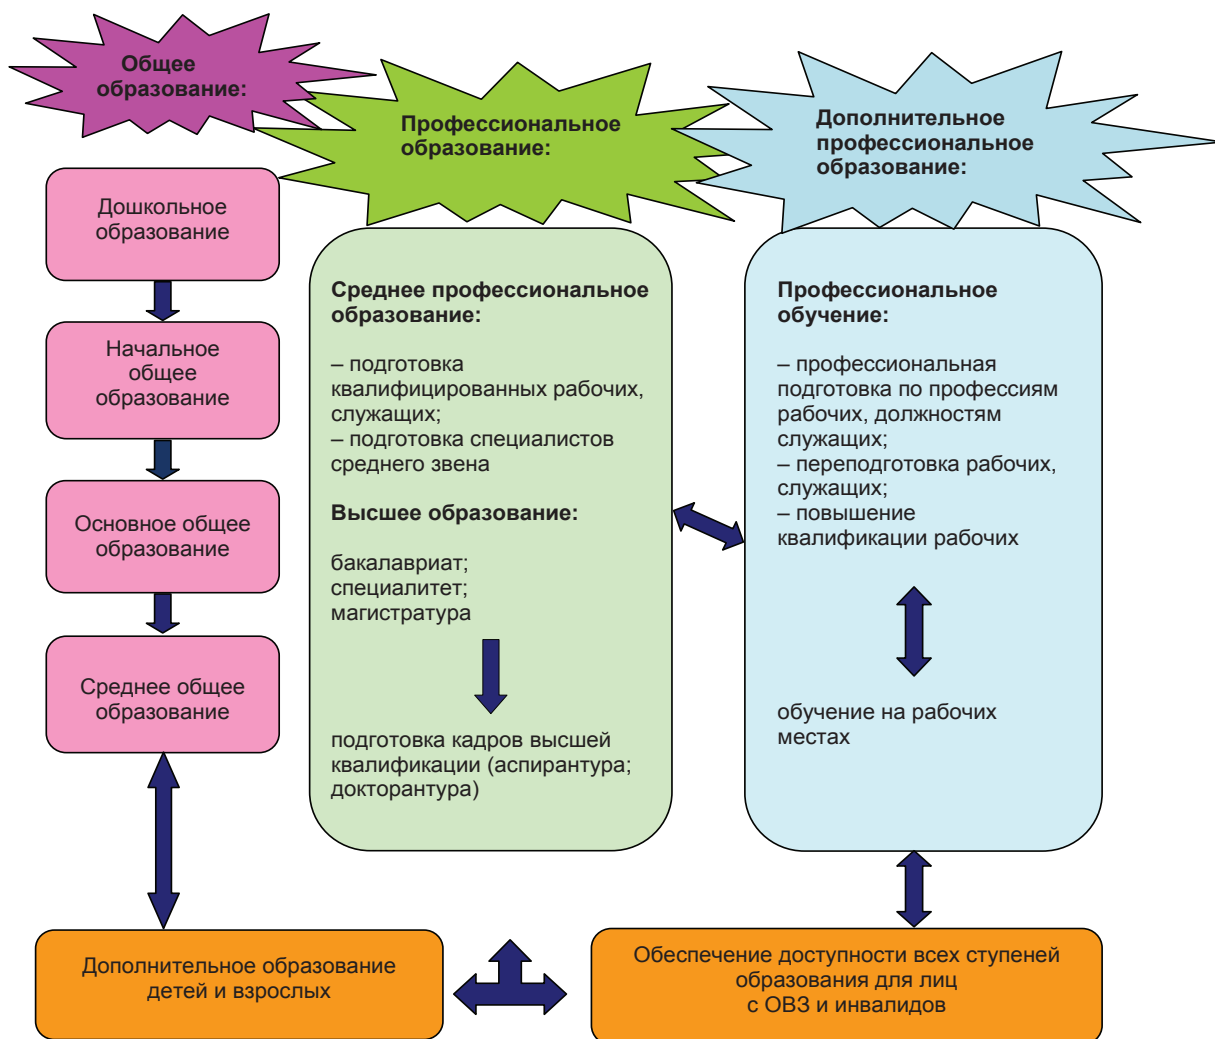 Общее
образование:
Профессиональное
образование:
Дополнительное
профессиональное
образование:
Дошкольное
образование
Начальное
общее
образование
Основное общее
образование
Среднее общее
образование
Среднее профессиональное
образование:
– подготовка
квалифицированных рабочих,
служащих;
– подготовка специалистов
среднего звена
Высшее образование:
бакалавриат;
специалитет;
магистратура
подготовка кадров высшей
квалификации (аспирантура;
докторантура)
Профессиональное
обучение:
– профессиональная
подготовка по профессиям
рабочих, должностям
служащих;
– переподготовка рабочих,
служащих;
– повышение
квалификации рабочих
обучение на рабочих
местах
Дополнительное образование
детей и взрослых
Обеспечение доступности всех ступеней
образования для лиц
с ОВЗ и инвалидов